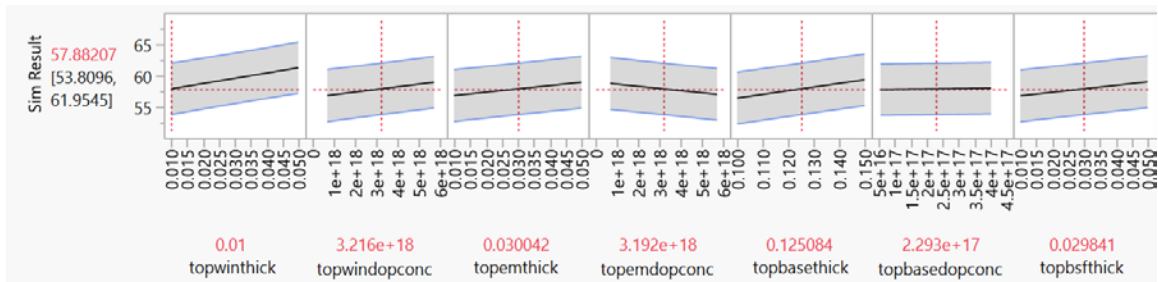 Sim Result
57.88207
[53.8096,
61.9545]
65
60
55
0.010
0.015
0.020
0.025
0.030
0.035
0.040
0.045
0.050
0
1e+18
2e+18
3e+18
4e+18
5e+18
6e+18
0.010
0.015
0.020
0.025
0.030
0.035
0.040
0.045
0.050
0
1e+18
2e+18
3e+18
4e+18
5e+18
6e+18
0.100
0.110
0.120
0.130
0.140
0.150
5e+16
1e+17
1.5e+17
2e+17
2.5e+17
3e+17
3.5e+17
4e+17
4.5e+17
0.010
0.015
0.020
0.025
0.030
0.035
0.040
0.045
0.050
0.01
topwinthick
3.216e+18
topwindopconc
0.030042
topemthick
3.192e+18
topemdopconc
0.125084
topbasethick
2.293e+17
topbasedopconc
0.029841
topbsfthick